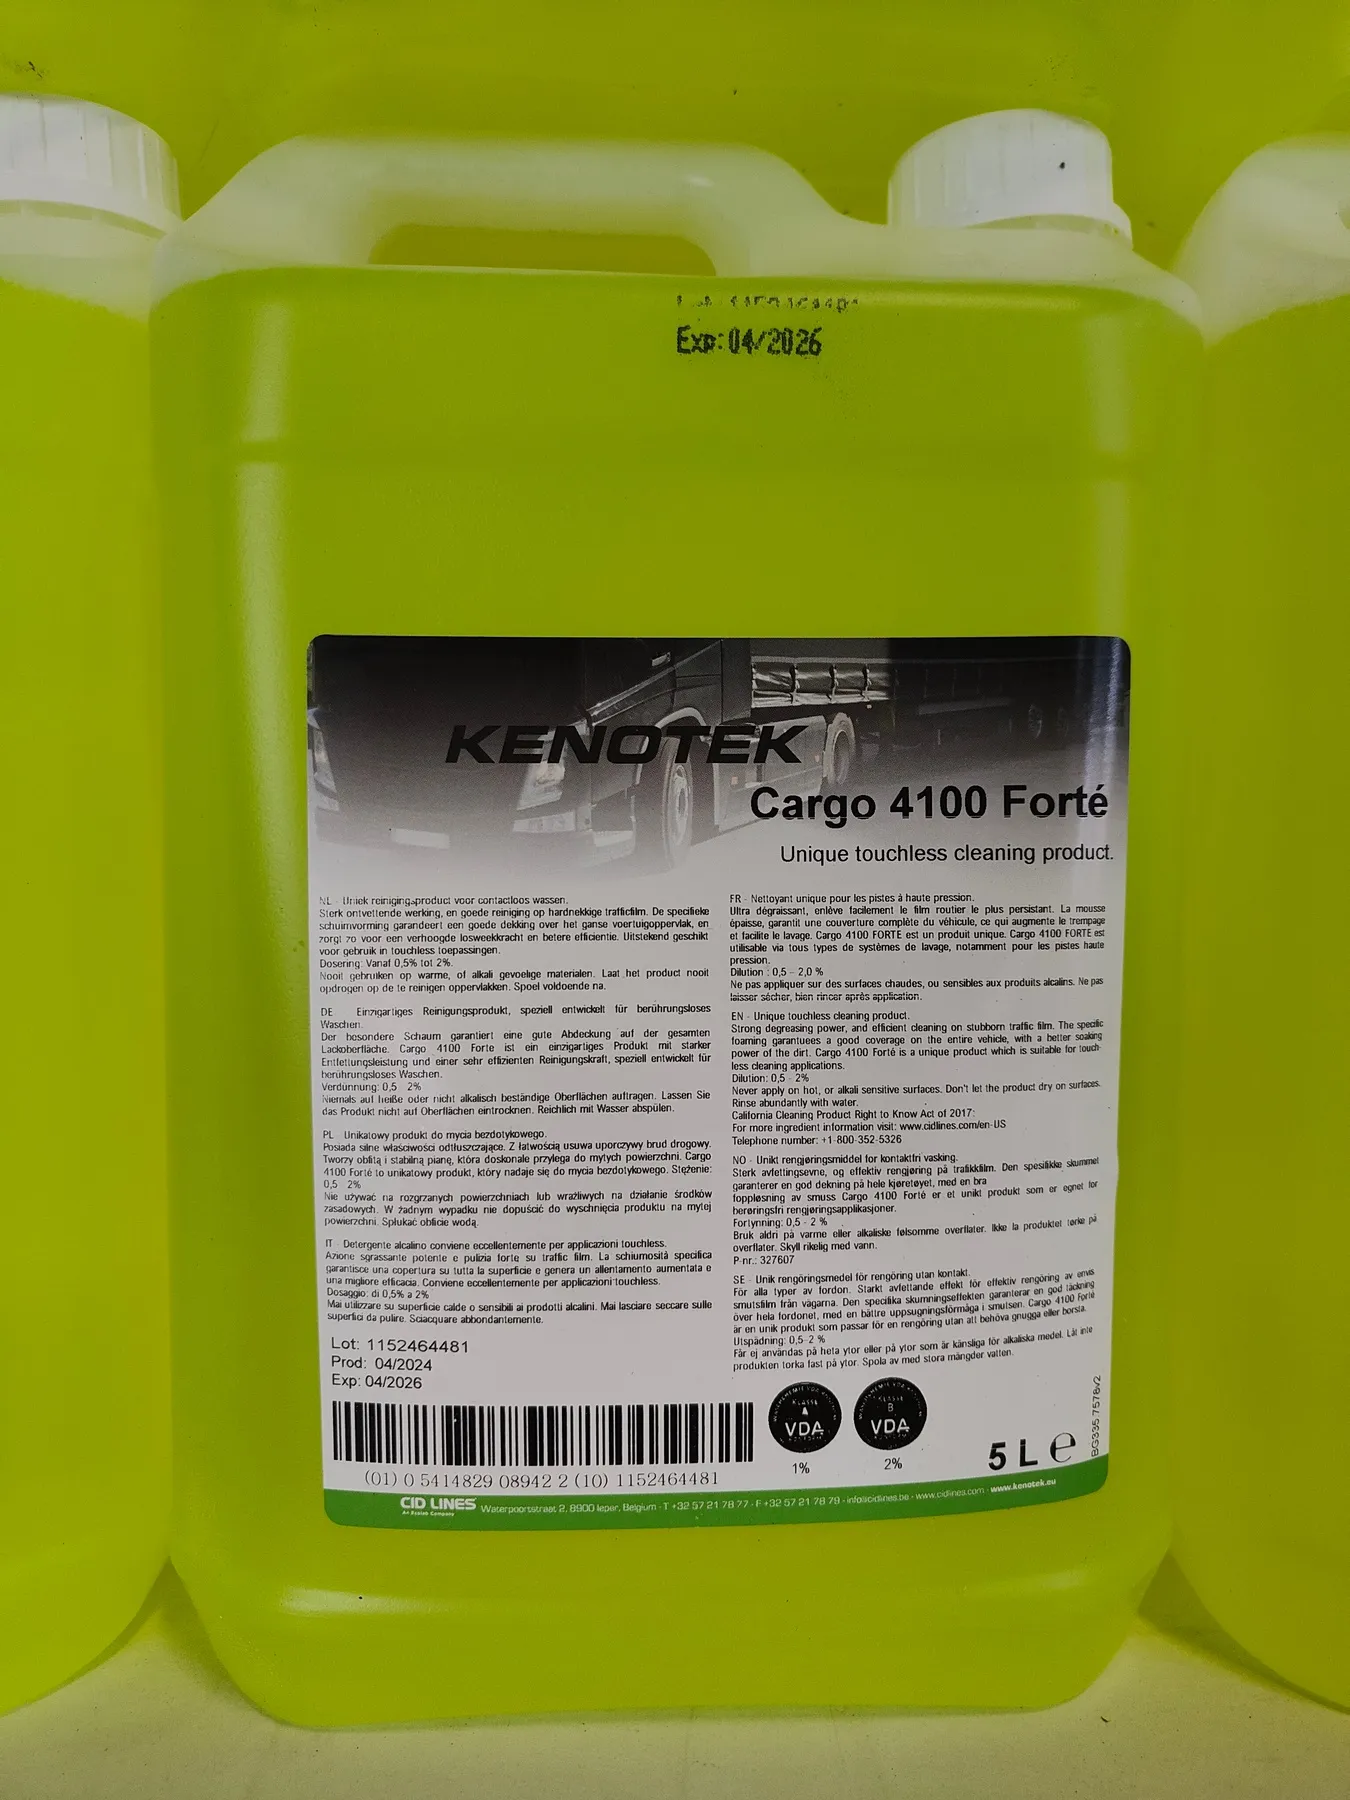 Exp: 04/2026
KENOTEK
Cargo 4100 Forté
Unique touchless cleaning product.
NL - Uniek reinigingsproduct voor contactloos wassen.
Sterk ontvettende werking, en goede reiniging op hardnekkige trafficfilm. De specifieke
schuimvorming garandeert een goede dekking over het ganse voertuigoppervlak, en
zorgt zo voor een verhoogde losweekkracht en betere efficientie. Uitstekend geschikt
voor gebruik in touchless toepassingen.
Dosering: Vanaf 0,5% tot 2%.
Nooit gebruiken op warme, of alkali gevoelige materialen. Laat het product nooit
opdrogen op de te reinigen oppervlakken. Spoel voldoende na.
DE Einzigartiges Reinigungsprodukt, speziell entwickelt für berührungsloses
Waschen.
Der besondere Schaum garantiert eine gute Abdeckung auf der gesamten
Lackoberfläche. Cargo 4100 Forte ist ein einzigartiges Produkt mit starker
Entfettungsleistung und einer sehr effizienten Reinigungskraft, speziell entwickelt für
berührungsloses Waschen.
Verdünnung: 0,5 2%
Niemals auf heiße oder nicht alkalisch beständige Oberflächen auftragen. Lassen Sie
das Produkt nicht auf Oberflächen eintrocknen. Reichlich mit Wasser abspülen.
PL Unikatowy produkt do mycia bezdotykowego.
Posiada silne właściwości odtłuszczające. Z łatwością usuwa uporczywy brud drogowy.
Tworzy obfitą i stabilną pianę, która doskonale przylega do mytych powierzchni. Cargo
4100 Forté to unikatowy produkt, który nadaje się do mycia bezdotykowego. Stężenie:
0,5 2%
Nie używać na rozgrzanych powierzchniach lub wrażliwych na działanie środków
zasadowych. W żadnym wypadku nie dopuścić do wyschnięcia produktu na mytej
powierzchni. Spłukać obficie wodą.
IT - Detergente alcalino conviene eccellentemente per applicazioni touchless.
Azione sgrassante potente e pulizia forte su traffic film. La schiumosità specifica
garantisce una copertura su tutta la superficie e genera un allentamento aumentata e
una migliore efficacia. Conviene eccellentemente per applicazioni touchless.
Dosaggio: di 0,5% a 2%
Mai utilizzare su superficie calde o sensibili ai prodotti alcalini. Mai lasciare seccare sulle
superfici da pulire. Sciacquare abbondantemente.
Lot: 1152464481
Prod: 04/2024
Exp: 04/2026
(01) 0 5414829 08942 2 (10) 1152464481
FR - Nettoyant unique pour les pistes à haute pression.
Ultra dégraissant, enlève facilement le film routier le plus persistant. La mousse
épaisse, garantit une couverture complète du véhicule, ce qui augmente le trempage
et facilite le lavage. Cargo 4100 FORTE est un produit unique. Cargo 4100 FORTE est
utilisable via tous types de systèmes de lavage, notamment pour les pistes haute
pression.
Dilution : 0,5 - 2,0 %
Ne pas appliquer sur des surfaces chaudes, ou sensibles aux produits alcalins. Ne pas
laisser sécher, bien rincer après application.
EN - Unique touchless cleaning product.
Strong degreasing power, and efficient cleaning on stubborn traffic film. The specific
foaming garantuees a good coverage on the entire vehicle, with a better soaking
power of the dirt. Cargo 4100 Forté is a unique product which is suitable for touch-
less cleaning applications.
Dilution: 0,5 - 2%
Never apply on hot, or alkali sensitive surfaces. Don't let the product dry on surfaces.
Rinse abundantly with water.
California Cleaning Product Right to Know Act of 2017:
For more ingredient information visit: www.cidlines.com/en-US
Telephone number: +1-800-352-5326
NO - Unikt rengjøringsmiddel for kontaktfri vasking.
Sterk avfettingsevne, og effektiv rengjøring på trafikkfilm. Den spesifikke skummet
garanterer en god dekning på hele kjøretøyet, med en bra
foppløsning av smuss Cargo 4100 Forté er et unikt produkt som er egnet for
berøringsfri rengjøringsapplikasjoner.
Fortynning: 0,5 - 2 %
Bruk aldri på varme eller alkaliske følsomme overflater. Ikke la produktet tørke på
overflater. Skyll rikelig med vann.
P-nr.: 327607
SE - Unik rengöringsmedel för rengöring utan kontakt.
För alla typer av fordon. Starkt avfettande effekt för effektiv rengöring av envis
smutsfilm från vägarna. Den specifika skumningseffekten garanterar en god täckning
över hela fordonet, med en bättre uppsugningsförmåga i smutsen. Cargo 4100 Forté
är en unik produkt som passar för en rengöring utan att behöva gnugga eller borsta.
Utspädning: 0,5-2 %
Får ej användas på heta ytor eller på ytor som är känsliga för alkaliska medel. Låt inte
produkten torka fast på ytor. Spola av med stora mängder vatten.
KLASSE
A
VDA
1%
KLASSE
B
VDA
2%
5 L e
BG335 7578v2
CID LINES
An Ecolab Company
Waterpoortstraat 2, 8900 Ieper, Belgium - T +32 57 21 78 77 - F +32 57 21 78 79 - info@cidlines.be - www.cidlines.com - www.kenotek.eu